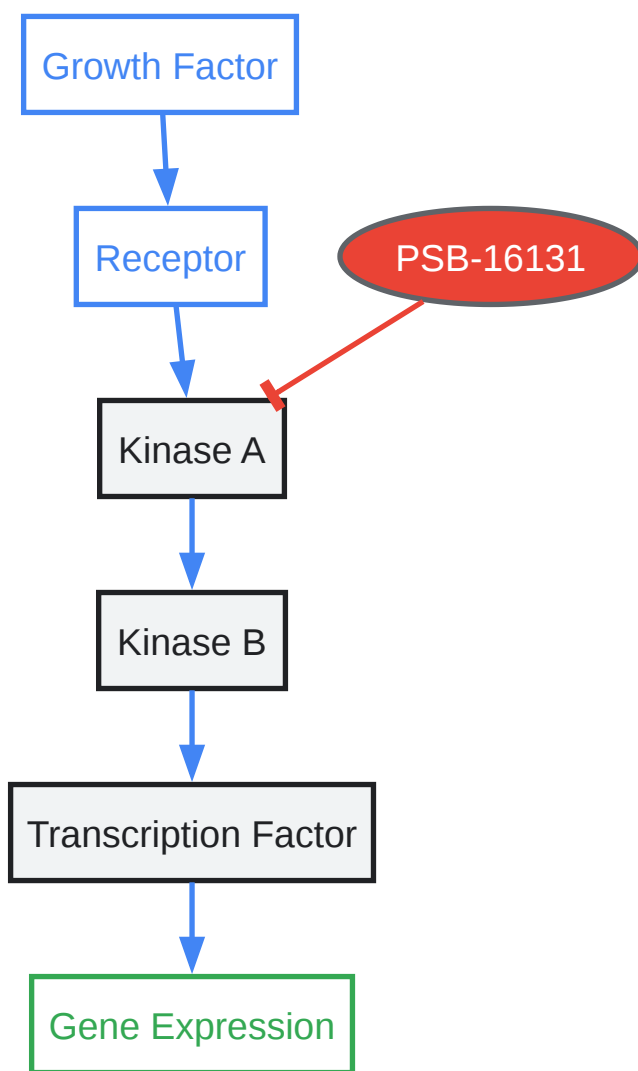 Growth Factor
Receptor
PSB-16131
Kinase A
Kinase B
Transcription Factor
Gene Expression